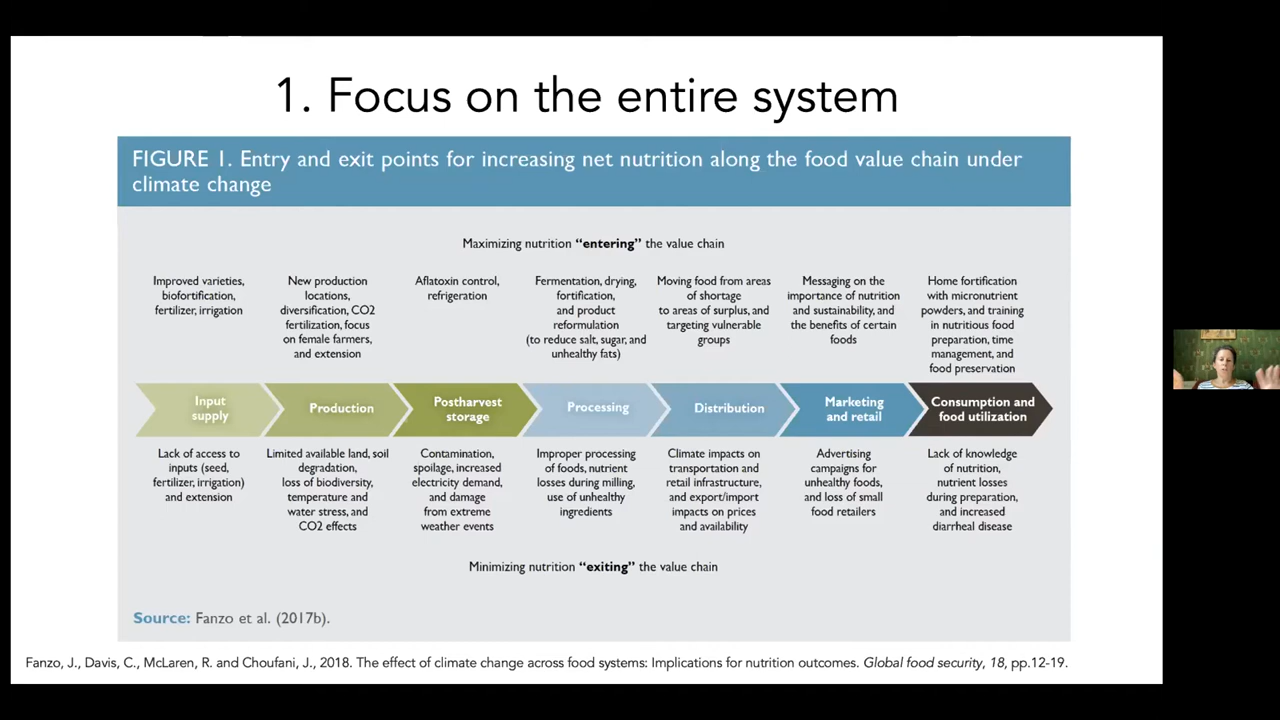 1. Focus on the entire system
FIGURE 1. Entry and exit points for increasing net nutrition along the food value chain under
climate change
Maximizing nutrition “entering” the value chain
Improved varieties,
biofortification,
fertilizer, irrigation
New production
locations,
diversification, CO2
fertilization, focus
on female farmers,
and extension
Aflatoxin control,
refrigeration
Fermentation, drying,
fortification,
and product
reformulation
(to reduce salt, sugar, and
unhealthy fats)
Moving food from areas
of shortage
to areas of surplus, and
targeting vulnerable
groups
Messaging on the
importance of nutrition
and sustainability, and
the benefits of certain
foods
Home fortification
with micronutrient
powders, and training
in nutritious food
preparation, time
management, and
food preservation
Input
supply
Production
Postharvest
storage
Processing
Distribution
Marketing
and retail
Consumption and
food utilization
Lack of access to
inputs (seed,
fertilizer, irrigation)
and extension
Limited available land, soil
degradation,
loss of biodiversity,
temperature and
water stress, and
CO2 effects
Contamination,
spoilage, increased
electricity demand,
and damage
from extreme
weather events
Improper processing
of foods, nutrient
losses during milling,
use of unhealthy
ingredients
Climate impacts on
transportation and
retail infrastructure,
and export/import
impacts on prices
and availability
Advertising
campaigns for
unhealthy foods,
and loss of small
food retailers
Lack of knowledge
of nutrition,
nutrient losses
during preparation,
and increased
diarrheal disease
Minimizing nutrition “exiting” the value chain
Source: Fanzo et al. (2017b).
Fanzo, J., Davis, C., McLaren, R. and Choufani, J., 2018. The effect of climate change across food systems: Implications for nutrition outcomes. Global food security, 18, pp.12-19.